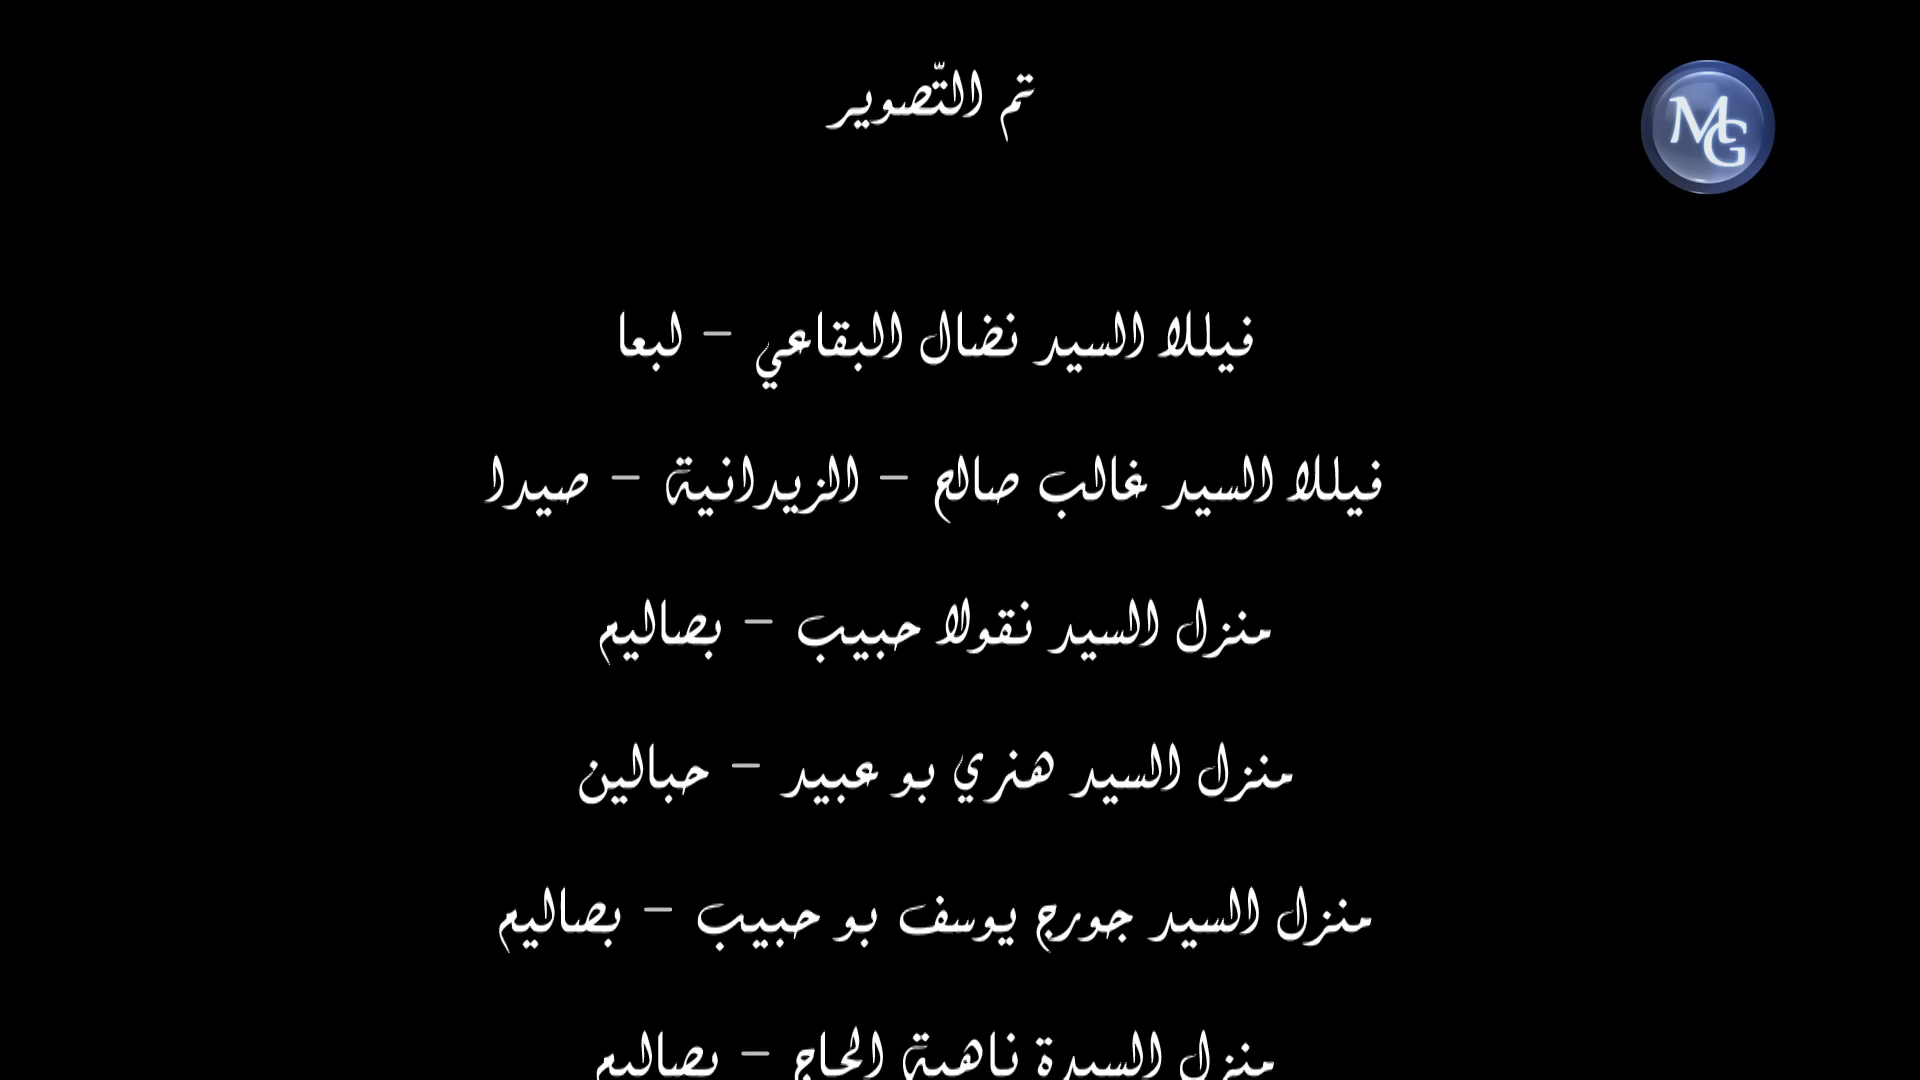 تم التّصوير
MG
فيللا السيد نضال البقاعي – لبعا
فيللا السيد غالب صالح – الزيدانية – صيدا
منزل السيد نقولا حبيب – بصاليم
منزل السيد هنري بو عبيد – حبالين
منزل السيد جورج يوسف بو حبيب – بصاليم
منزل السيدة ناهية الحاج – بصاليم